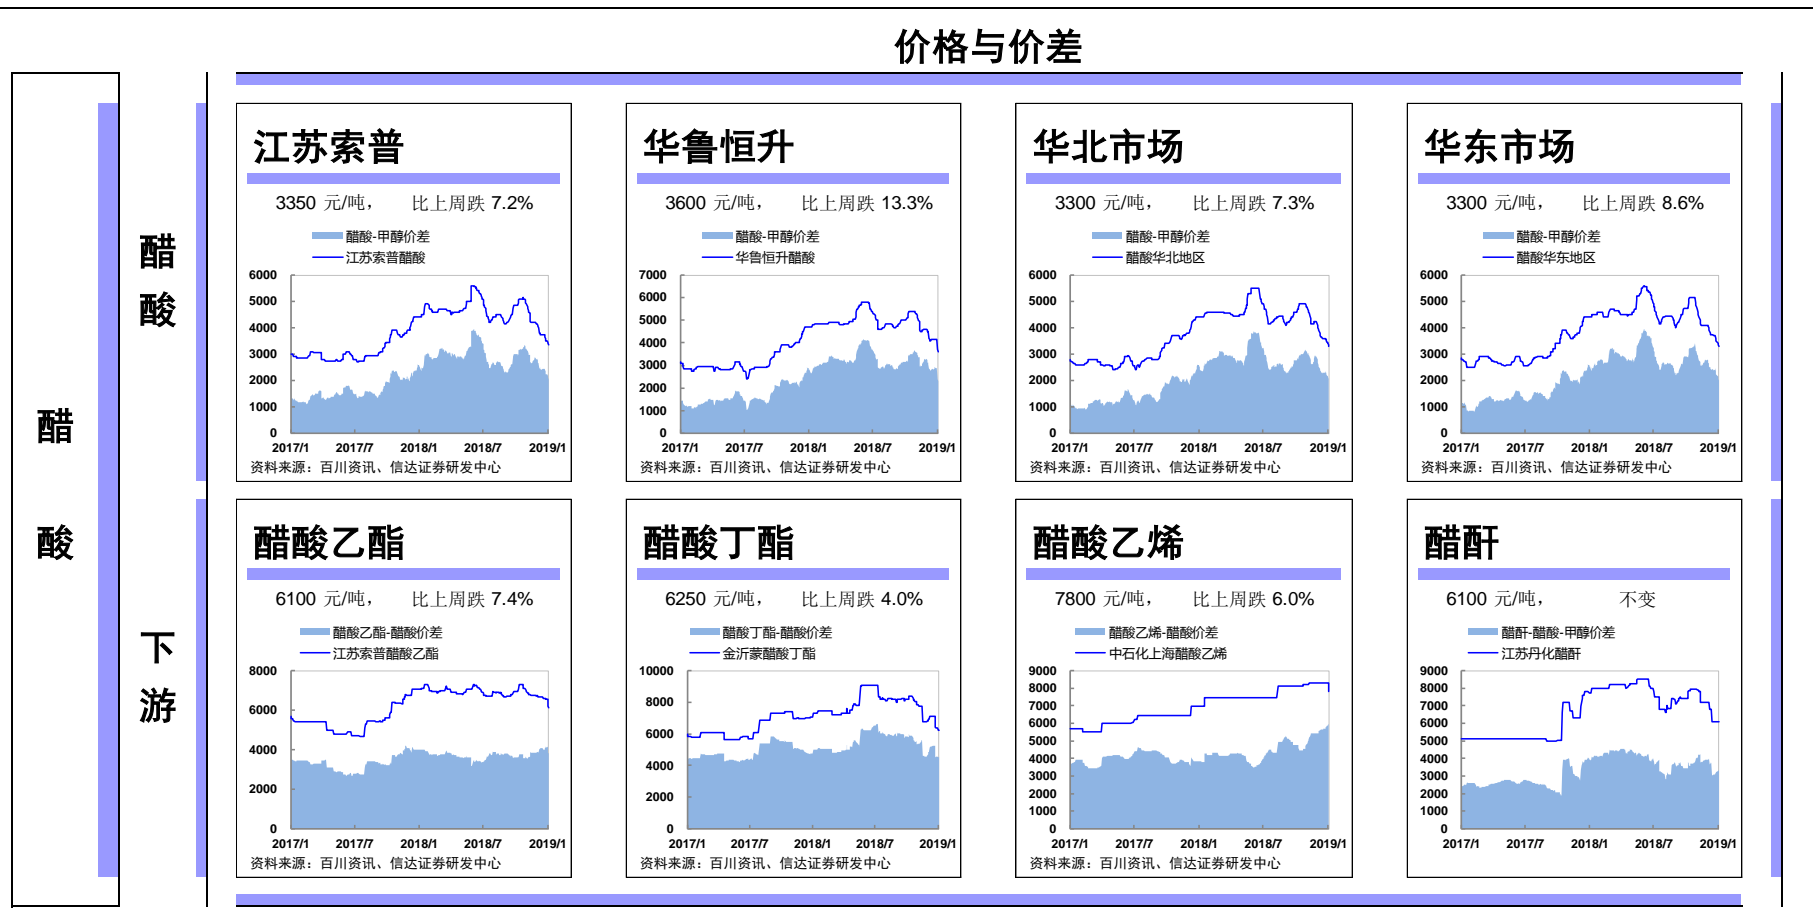 价格与价差
醋
酸
醋
酸
江苏索普
3350 元/吨， 比上周跌 7.2%
醋酸-甲醇价差
江苏索普醋酸
6000
5000
4000
3000
2000
1000
0
2017/1 2017/7 2018/1 2018/7 2019/1
资料来源：百川资讯、信达证券研发中心
华鲁恒升
3600 元/吨， 比上周跌 13.3%
醋酸-甲醇价差
华鲁恒升醋酸
7000
6000
5000
4000
3000
2000
1000
0
2017/1 2017/7 2018/1 2018/7 2019/1
资料来源：百川资讯、信达证券研发中心
华北市场
3300 元/吨， 比上周跌 7.3%
醋酸-甲醇价差
醋酸华北地区
6000
5000
4000
3000
2000
1000
0
2017/1 2017/7 2018/1 2018/7 2019/1
资料来源：百川资讯、信达证券研发中心
华东市场
3300 元/吨， 比上周跌 8.6%
醋酸-甲醇价差
醋酸华东地区
6000
5000
4000
3000
2000
1000
0
2017/1 2017/7 2018/1 2018/7 2019/1
资料来源：百川资讯、信达证券研发中心
下
游
醋酸乙酯
6100 元/吨， 比上周跌 7.4%
醋酸乙酯-醋酸价差
江苏索普醋酸乙酯
8000
6000
4000
2000
0
2017/1 2017/7 2018/1 2018/7 2019/1
资料来源：百川资讯、信达证券研发中心
醋酸丁酯
6250 元/吨， 比上周跌 4.0%
醋酸丁酯-醋酸价差
金沂蒙醋酸丁酯
10000
8000
6000
4000
2000
0
2017/1 2017/7 2018/1 2018/7 2019/1
资料来源：百川资讯、信达证券研发中心
醋酸乙烯
7800 元/吨， 比上周跌 6.0%
醋酸乙烯-醋酸价差
中石化上海醋酸乙烯
9000
8000
7000
6000
5000
4000
3000
2000
1000
0
2017/1 2017/7 2018/1 2018/7 2019/1
资料来源：百川资讯、信达证券研发中心
醋酐
6100 元/吨， 不变
醋酐-醋酸-甲醇价差
江苏丹化醋酐
9000
8000
7000
6000
5000
4000
3000
2000
1000
0
2017/1 2017/7 2018/1 2018/7 2019/1
资料来源：百川资讯、信达证券研发中心